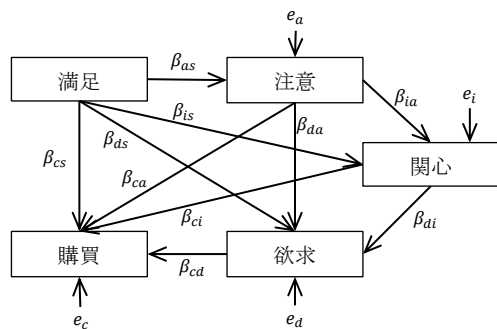 e_a
満足
β_as
注意
β_is
β_ia
e_i
β_cs
β_ds
β_da
β_ca
関心
β_ci
β_di
購買
β_cd
欲求
e_c
e_d